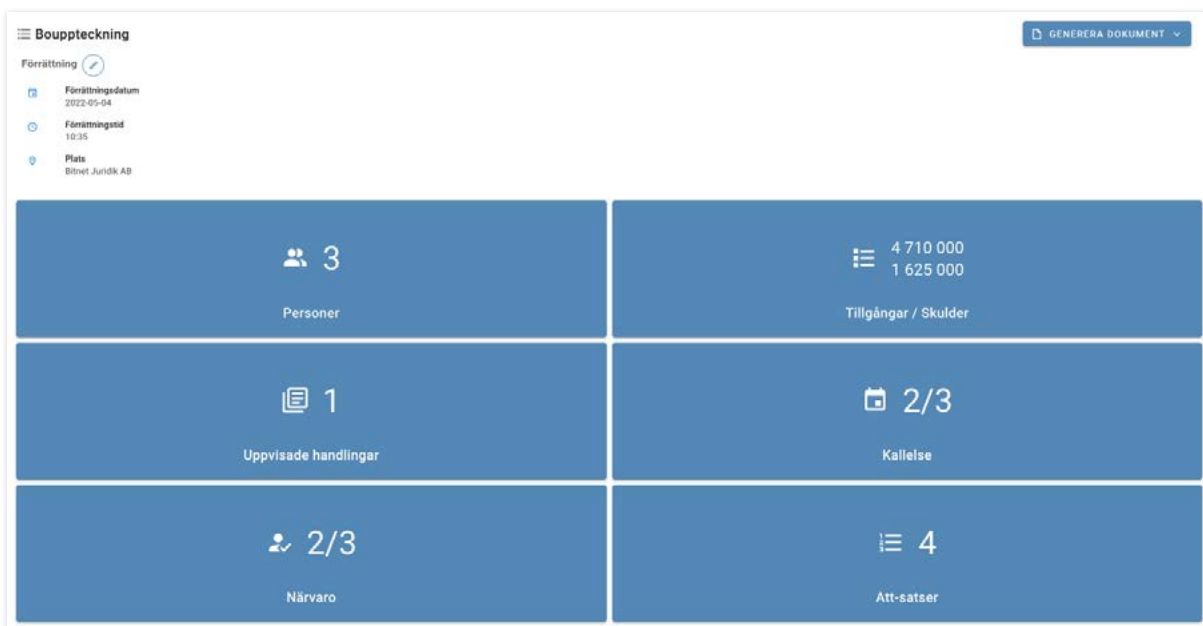 Bouppteckning
GENERERA DOKUMENT
Förrättning
Förrättningsdatum
2022-05-04
Förrättningstid
10:35
Plats
Bitnet Juridik AB
3
Personer
4 710 000
1 625 000
Tillgångar / Skulder
1
Uppvisade handlingar
2/3
Kallelse
2/3
Närvaro
4
Att-satser